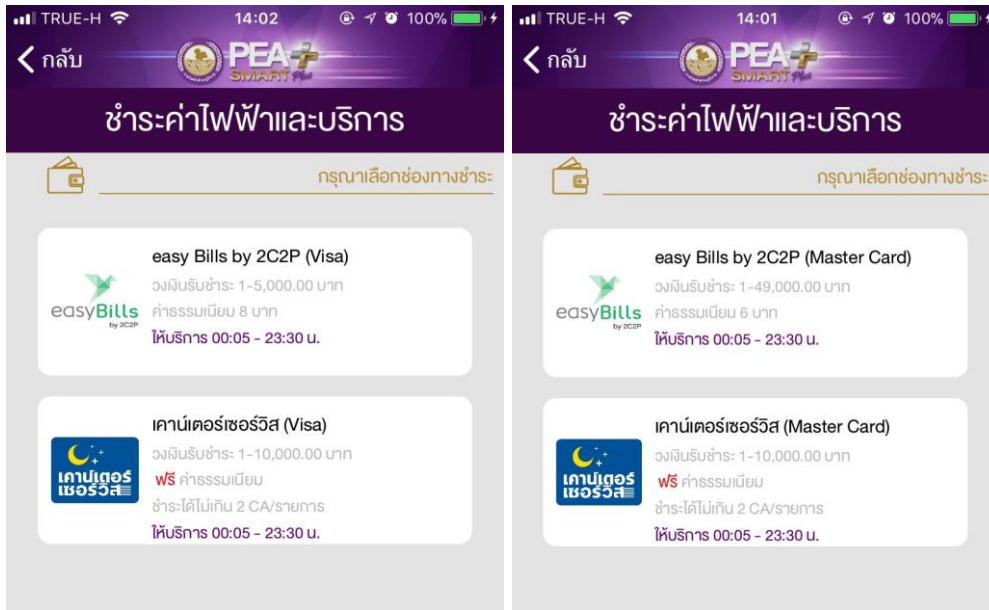 TRUE-H 14:02 100%
กลับ
PEA
SMART Plus
ชำระค่าไฟฟ้าและบริการ
กรุณาเลือกช่องทางชำระ
easyBills
by 2C2P
easy Bills by 2C2P (Visa)
วงเงินรับชำระ 1-5,000.00 บาท
ค่าธรรมเนียม 8 บาท
ให้บริการ 00:05 - 23:30 น.
เคาน์เตอร์
เซอร์วิส
เคาน์เตอร์เซอร์วิส (Visa)
วงเงินรับชำระ: 1-10,000.00 บาท
ฟรี ค่าธรรมเนียม
ชำระได้ไม่เกิน 2 CA/รายการ
ให้บริการ 00:05 - 23:30 น.
TRUE-H 14:01 100%
กลับ
PEA
SMART Plus
ชำระค่าไฟฟ้าและบริการ
กรุณาเลือกช่องทางชำระ
easyBills
by 2C2P
easy Bills by 2C2P (Master Card)
วงเงินรับชำระ: 1-49,000.00 บาท
ค่าธรรมเนียม 6 บาท
ให้บริการ 00:05 - 23:30 น.
เคาน์เตอร์
เซอร์วิส
เคาน์เตอร์เซอร์วิส (Master Card)
วงเงินรับชำระ: 1-10,000.00 บาท
ฟรี ค่าธรรมเนียม
ชำระได้ไม่เกิน 2 CA/รายการ
ให้บริการ 00:05 - 23:30 น.